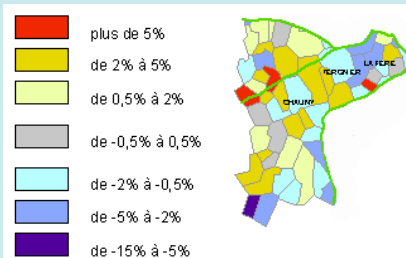 plus de 5%
de 2% à 5%
de 0,5% à 2%
de -0,5% à 0,5%
de -2% à -0,5%
de -5% à -2%
de -15% à -5%
LA FERE
TERGNIER
CHAUNY